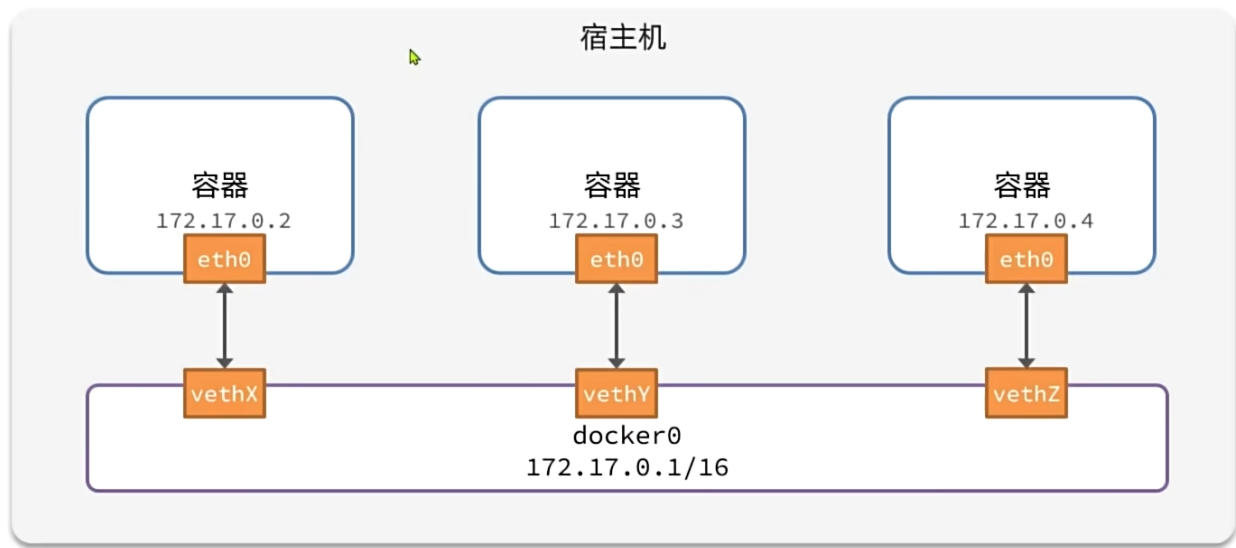 宿主机
容器
172.17.0.2
eth0
容器
172.17.0.3
eth0
容器
172.17.0.4
eth0
vethX
vethY
vethZ
docker0
172.17.0.1/16